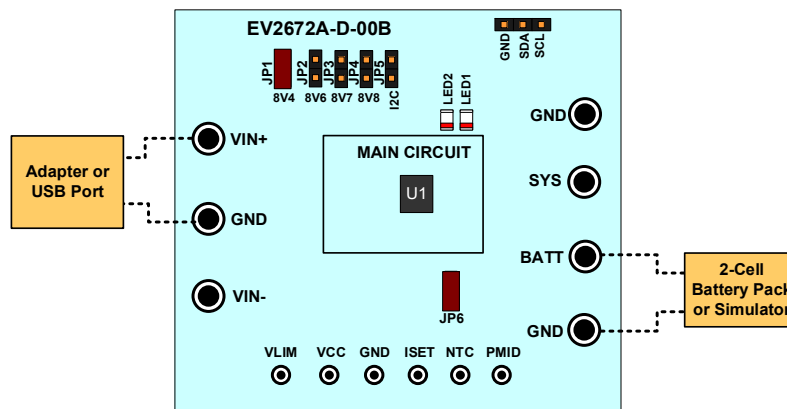 EV2672A-D-00B
GND
SDA
SCL
JP1
JP2
JP3
JP4
JP5
8V4
8V6
8V7
8V8
I2C
LED2
LED1
Adapter or
USB Port
VIN+
GND
VIN-
MAIN CIRCUIT
U1
GND
SYS
BATT
GND
2-Cell
Battery Pack
or Simulator
JP6
VLIM
VCC
GND
ISET
NTC
PMID